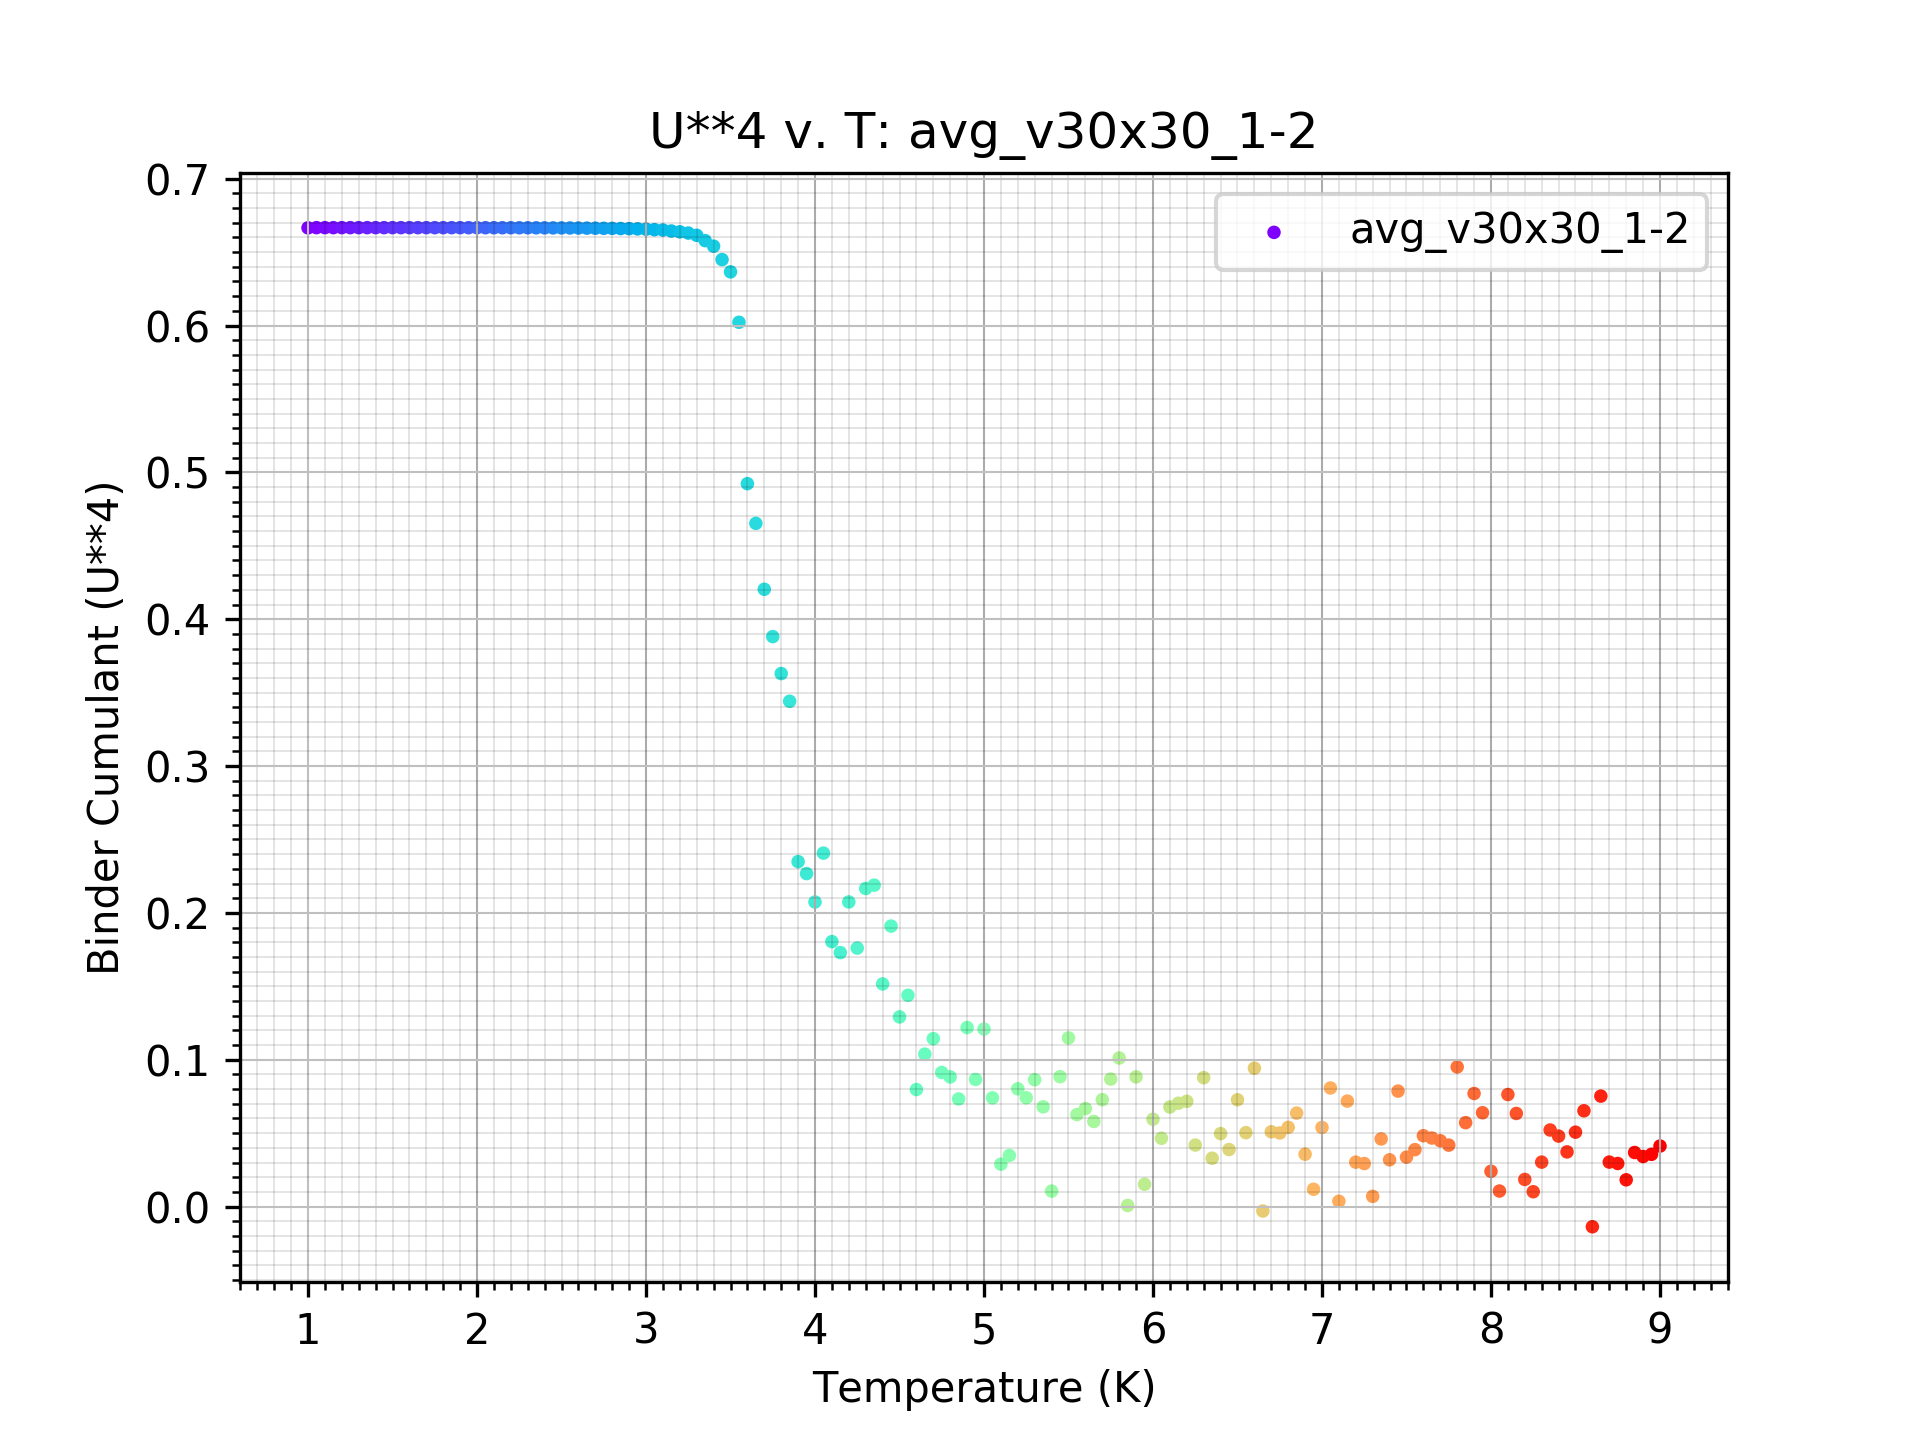 U**4 v. T: avg_v30x30_1-2
avg_v30x30_1-2
Binder Cumulant (U**4)
0.7
0.6
0.5
0.4
0.3
0.2
0.1
0.0
1 2 3 4 5 6 7 8 9
Temperature (K)